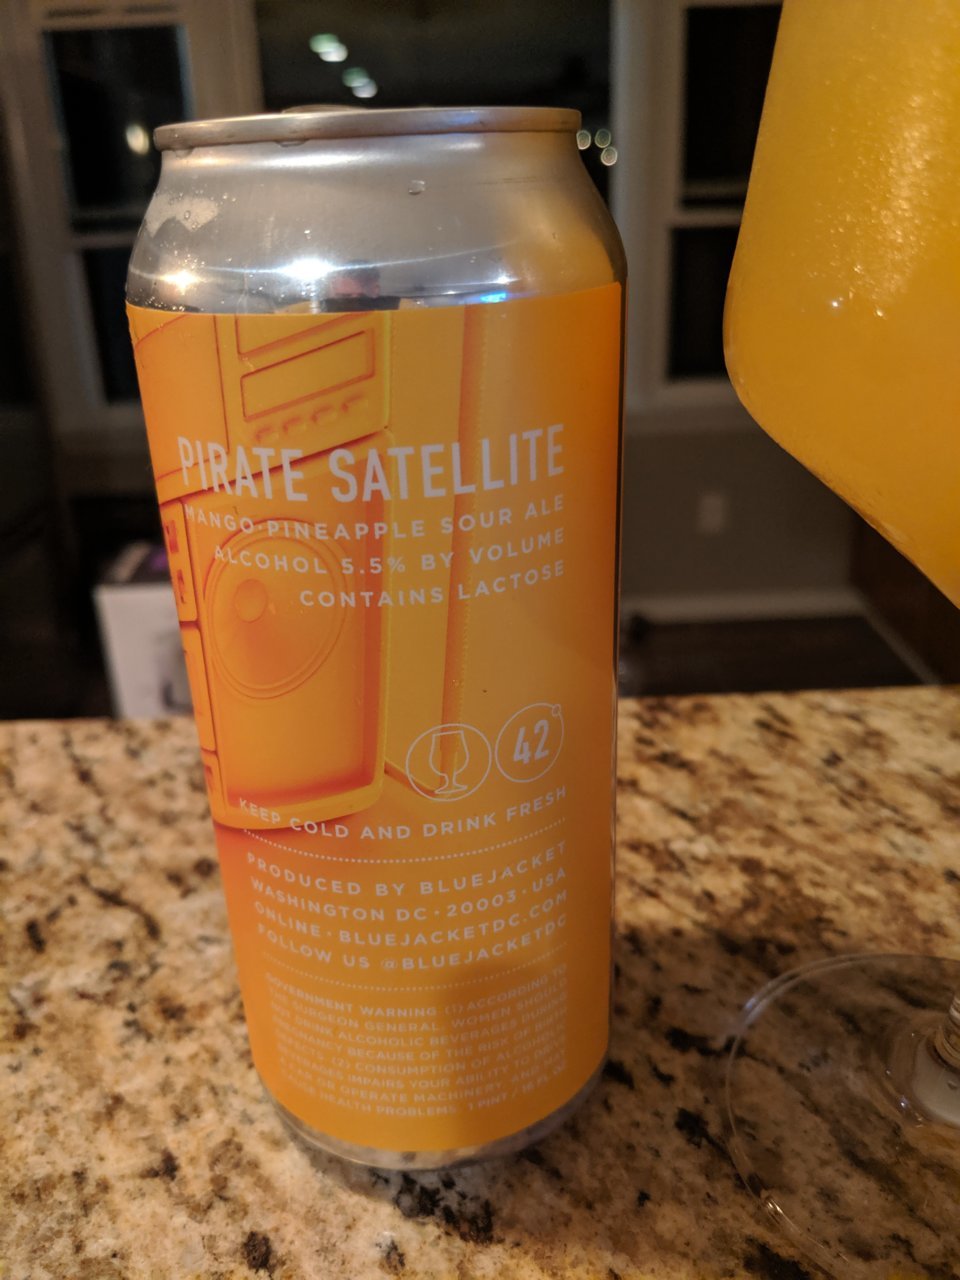 PIRATE SATELLITE
MANGO·PINEAPPLE SOUR ALE
ALCOHOL 5.5% BY VOLUME
CONTAINS LACTOSE
42°
KEEP COLD AND DRINK FRESH
PRODUCED BY BLUEJACKET
WASHINGTON DC·20003·USA
ONLINE·BLUEJACKETDC.COM
FOLLOW US @BLUEJACKETDC
GOVERNMENT WARNING (1) ACCORDING TO
THE SURGEON GENERAL, WOMEN SHOULD
NOT DRINK ALCOHOLIC BEVERAGES DURING
PREGNANCY BECAUSE OF THE RISK OF BIRTH
DEFECTS. (2) CONSUMPTION OF ALCOHOLIC
BEVERAGES IMPAIRS YOUR ABILITY TO DRIVE
A CAR OR OPERATE MACHINERY, AND MAY
CAUSE HEALTH PROBLEMS. 1 PINT / 16 FL OZ